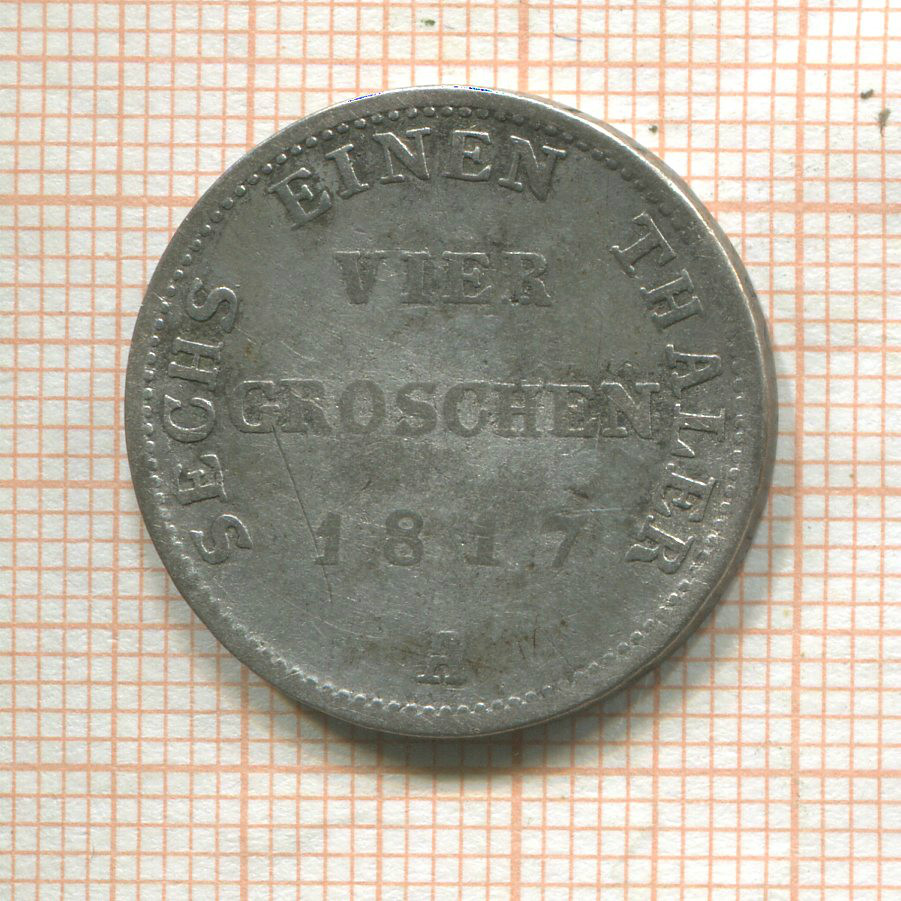 SECHS EINEN THALER
VIER
GROSCHEN
1817
A